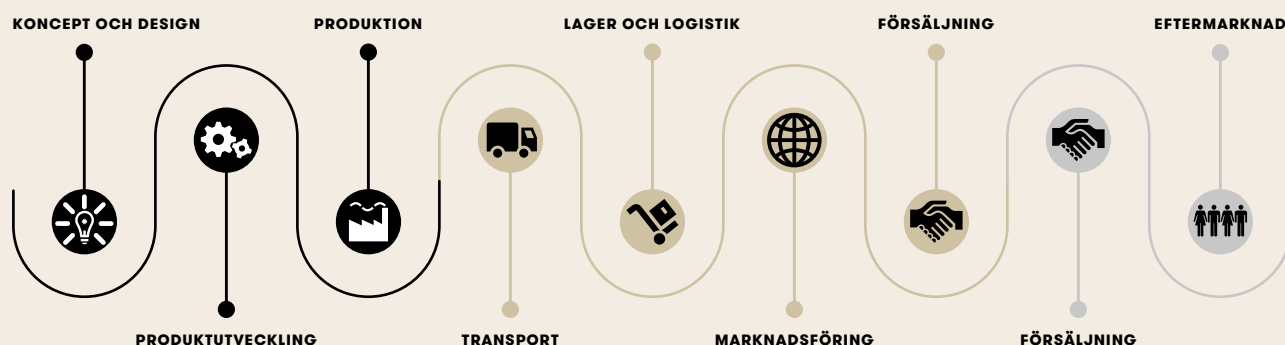 KONCEPT OCH DESIGN
PRODUKTION
LAGER OCH LOGISTIK
FÖRSÄLJNING
EFTERMARKNAD
PRODUKTUTVECKLING
TRANSPORT
MARKNADSFÖRING
FÖRSÄLJNING